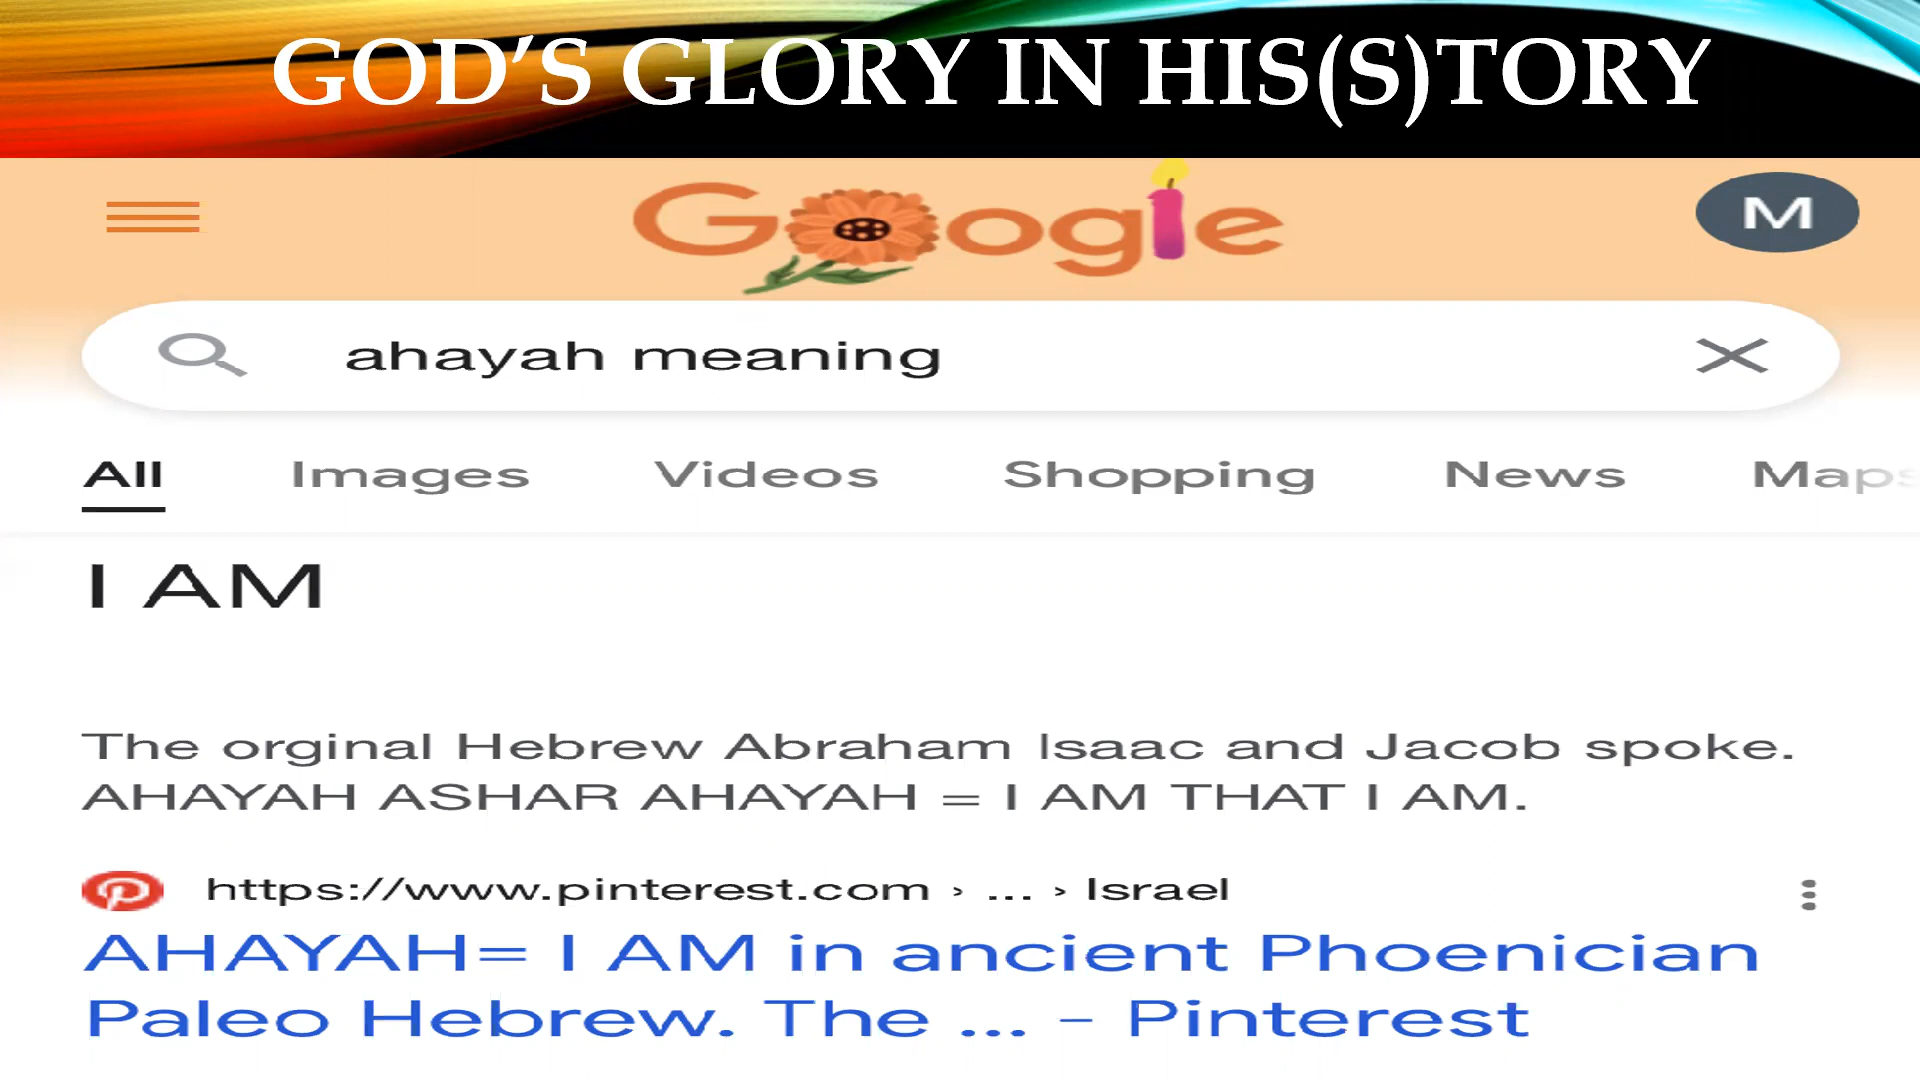 GOD’S GLORY IN HIS(S)TORY
Google
M
ahayah meaning
All Images Videos Shopping News Maps
I AM
The orginal Hebrew Abraham Isaac and Jacob spoke.
AHAYAH ASHAR AHAYAH = I AM THAT I AM.
https://www.pinterest.com › ... › Israel
AHAYAH= I AM in ancient Phoenician
Paleo Hebrew. The ... - Pinterest